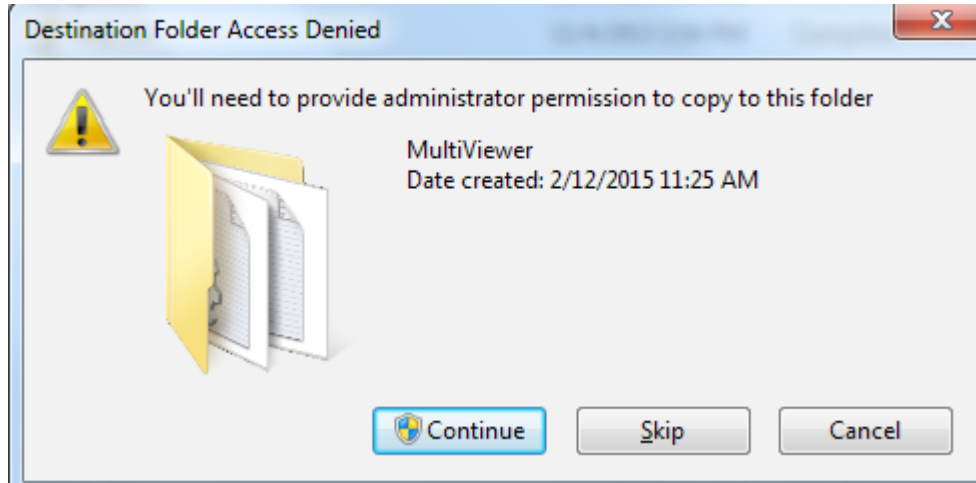 Destination Folder Access Denied
You'll need to provide administrator permission to copy to this folder
MultiViewer
Date created: 2/12/2015 11:25 AM
Continue
Skip
Cancel